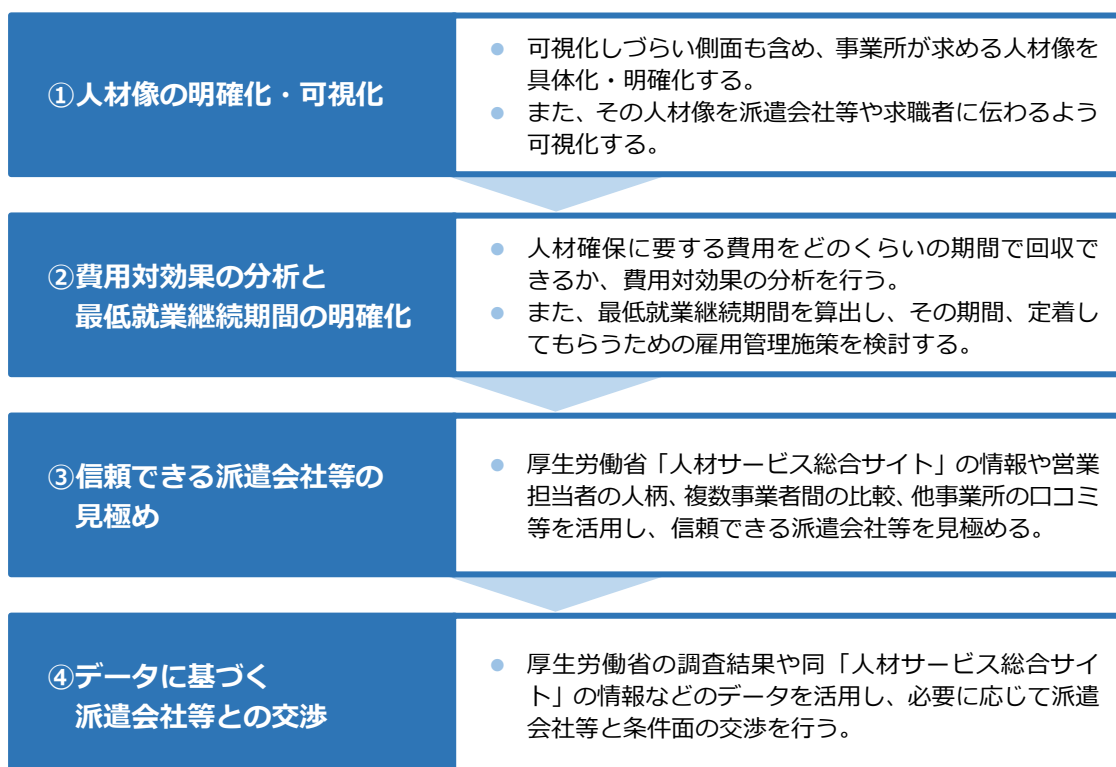 ①人材像の明確化・可視化
● 可視化しづらい側面も含め、事業所が求める人材像を
具体化・明確化する。
● また、その人材像を派遣会社等や求職者に伝わるよう
可視化する。
②費用対効果の分析と
最低就業継続期間の明確化
● 人材確保に要する費用をどのくらいの期間で回収で
きるか、費用対効果の分析を行う。
● また、最低就業継続期間を算出し、その期間、定着し
てもらうための雇用管理施策を検討する。
③信頼できる派遣会社等の
見極め
● 厚生労働省「人材サービス総合サイト」の情報や営業
担当者の人柄、複数事業者間の比較、他事業所の口コミ
等を活用し、信頼できる派遣会社等を見極める。
④データに基づく
派遣会社等との交渉
● 厚生労働省の調査結果や同「人材サービス総合サイ
ト」の情報などのデータを活用し、必要に応じて派遣
会社等と条件面の交渉を行う。